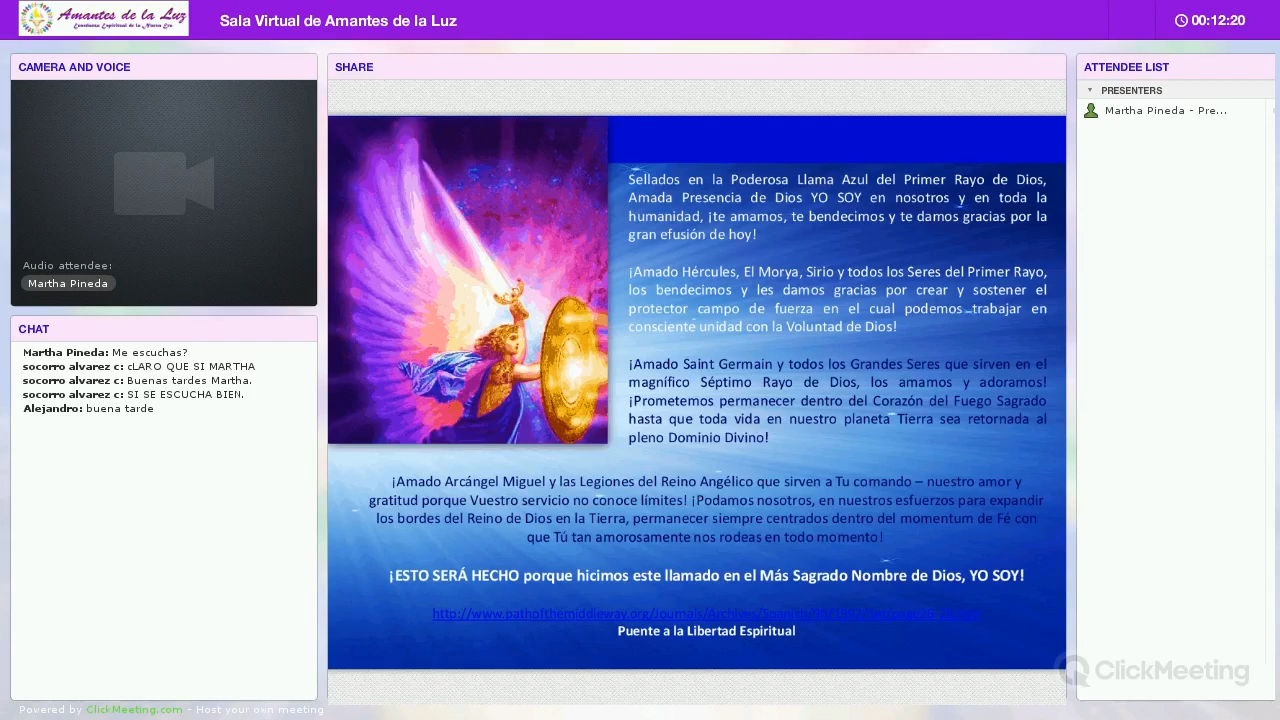 Amantes de la Luz
Enseñanza Espiritual de la Nueva Era
Sala Virtual de Amantes de la Luz
00:12:20
CAMERA AND VOICE
Audio attendee:
Martha Pineda
CHAT
Martha Pineda: Me escuchas?
socorro alvarez c: cLARO QUE SI MARTHA
socorro alvarez c: Buenas tardes Martha.
socorro alvarez c: SI SE ESCUCHA BIEN.
Alejandro: buena tarde
SHARE
Sellados en la Poderosa Llama Azul del Primer Rayo de Dios,
Amada Presencia de Dios YO SOY en nosotros y en toda la
humanidad, ¡te amamos, te bendecimos y te damos gracias por la
gran efusión de hoy!
¡Amado Hércules, El Morya, Sirio y todos los Seres del Primer Rayo,
los bendecimos y les damos gracias por crear y sostener el
protector campo de fuerza en el cual podemos trabajar en
consciente unidad con la Voluntad de Dios!
¡Amado Saint Germain y todos los Grandes Seres que sirven en el
magnífico Séptimo Rayo de Dios, los amamos y adoramos!
¡Prometemos permanecer dentro del Corazón del Fuego Sagrado
hasta que toda vida en nuestro planeta Tierra sea retornada al
pleno Dominio Divino!
¡Amado Arcángel Miguel y las Legiones del Reino Angélico que sirven a Tu comando – nuestro amor y
gratitud porque Vuestro servicio no conoce límites! ¡Podamos nosotros, en nuestros esfuerzos para expandir
los bordes del Reino de Dios en la Tierra, permanecer siempre centrados dentro del momentum de Fé con
que Tú tan amorosamente nos rodeas en todo momento!
¡ESTO SERÁ HECHO porque hicimos este llamado en el Más Sagrado Nombre de Dios, YO SOY!
Puente a la Libertad Espiritual
ATTENDEE LIST
PRESENTERS
Martha Pineda - Pre...
ClickMeeting
Powered by ClickMeeting.com - Host your own meeting